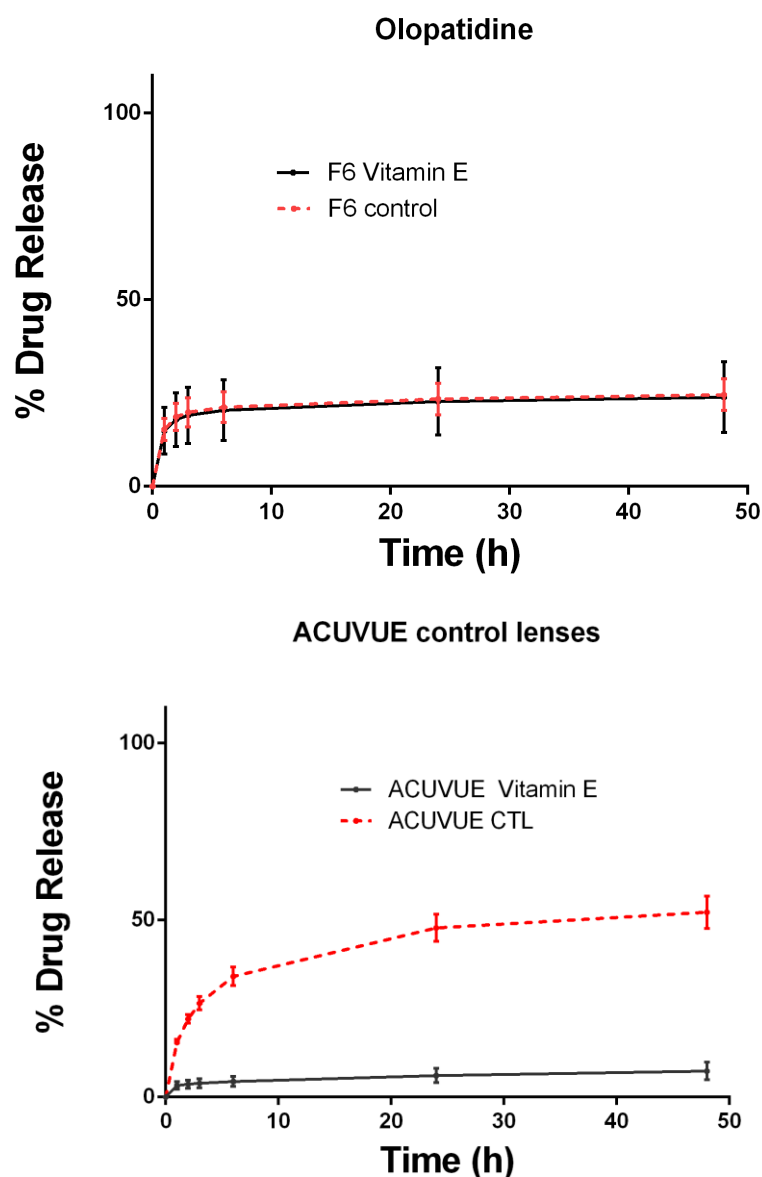 Olopatidine
% Drug Release
100
50
0
F6 Vitamin E
F6 control
0 10 20 30 40 50
Time (h)
ACUVUE control lenses
% Drug Release
100
50
0
ACUVUE Vitamin E
ACUVUE CTL
0 10 20 30 40 50
Time (h)